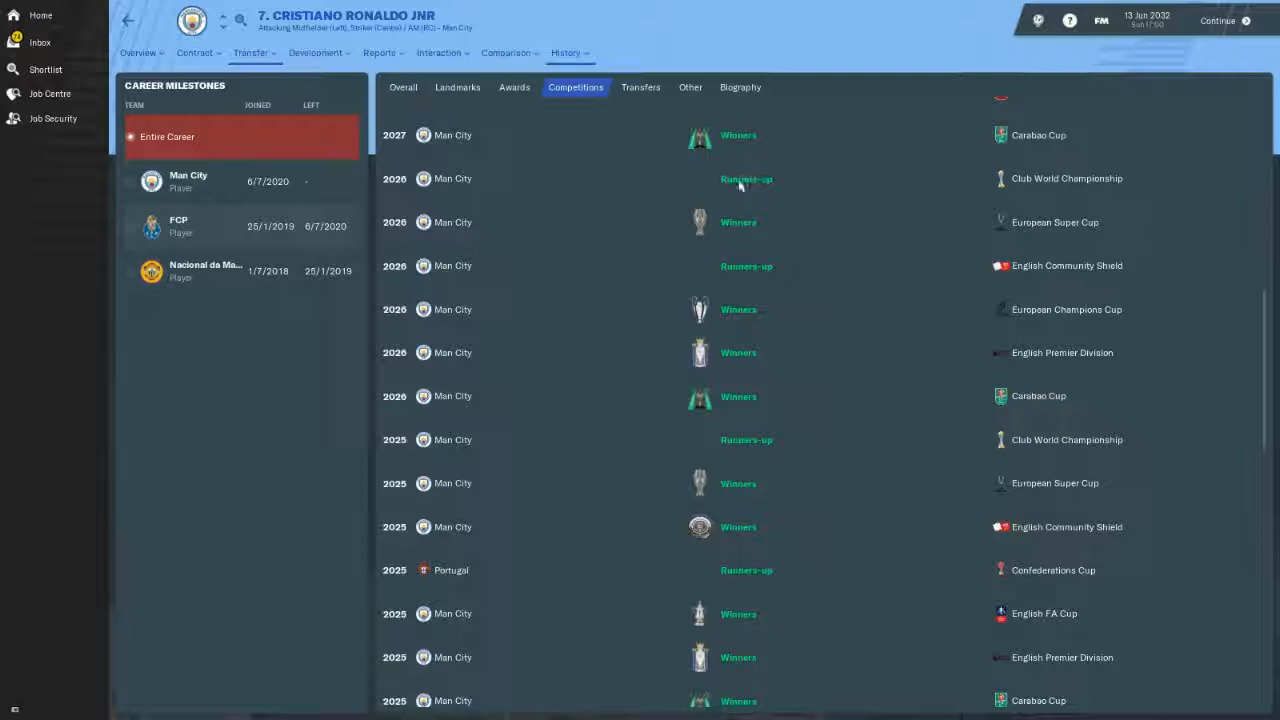 Home
24
Inbox
Shortlist
Job Centre
Job Security
7. CRISTIANO RONALDO JNR
Attacking Midfielder (Left), Striker (Centre) / AM (RC) - Man City
FM
13 Jun 2032
Sun 17:00
Continue
Overview
Contract
Transfer
Development
Reports
Interaction
Comparison
History
CAREER MILESTONES
TEAM JOINED LEFT
Entire Career
Man City
Player
6/7/2020 -
FCP
Player
25/1/2019 6/7/2020
Nacional da Ma...
Player
1/7/2018 25/1/2019
Overall Landmarks Awards Competitions Transfers Other Biography
2027 Man City Winners Carabao Cup
2026 Man City Runners-up Club World Championship
2026 Man City Winners European Super Cup
2026 Man City Runners-up English Community Shield
2026 Man City Winners European Champions Cup
2026 Man City Winners English Premier Division
2026 Man City Winners Carabao Cup
2025 Man City Runners-up Club World Championship
2025 Man City Winners European Super Cup
2025 Man City Winners English Community Shield
2025 Portugal Runners-up Confederations Cup
2025 Man City Winners English FA Cup
2025 Man City Winners English Premier Division
2025 Man City Winners Carabao Cup